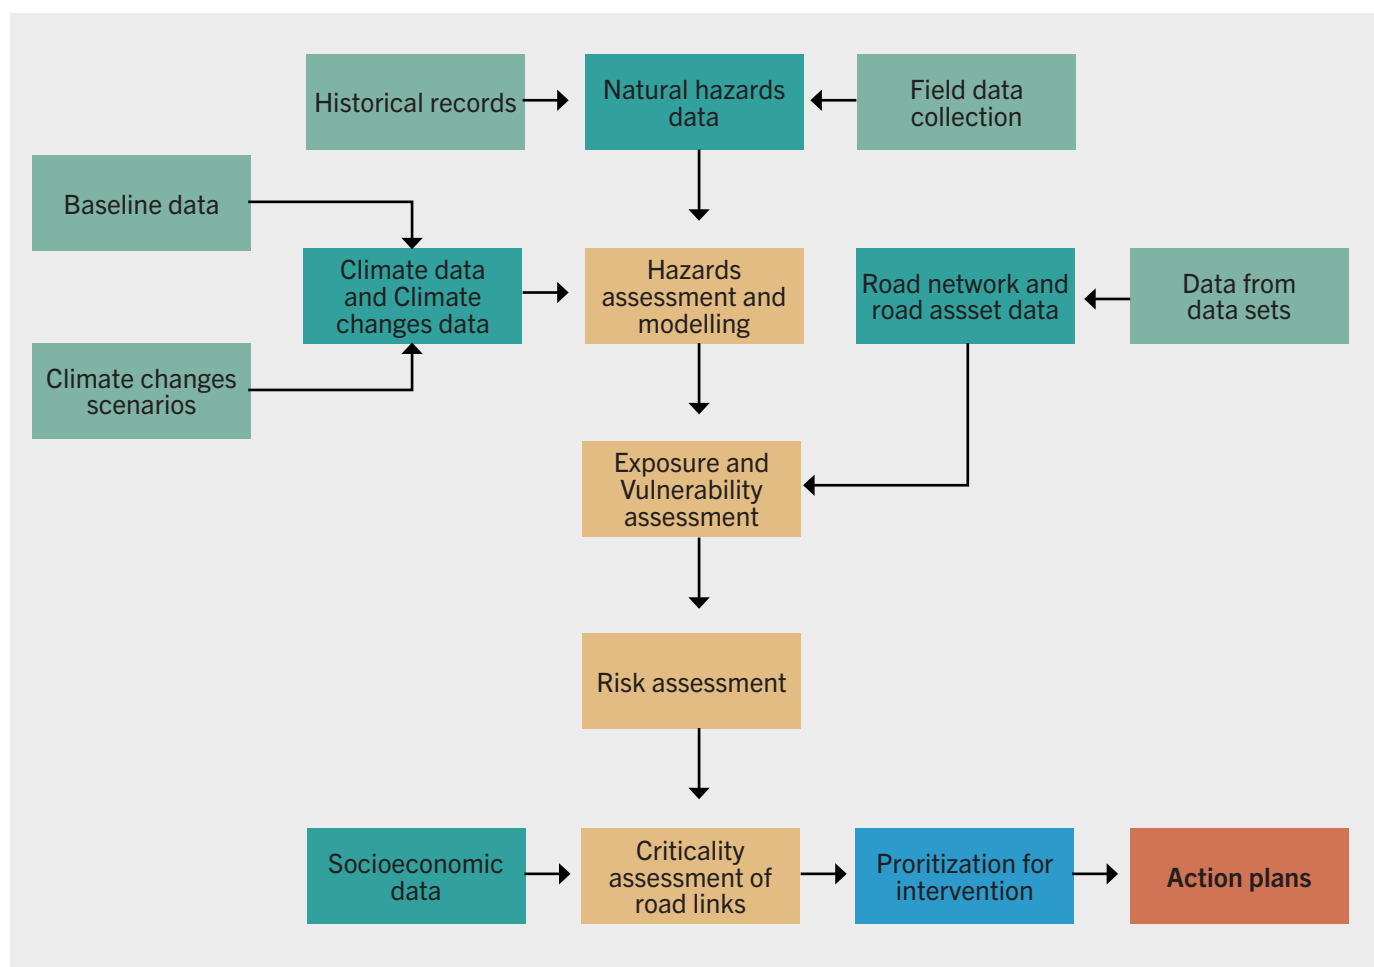 Historical records
Natural hazards
data
Field data
collection
Baseline data
Climate data
and Climate
changes data
Hazards
assessment and
modelling
Road network and
road assset data
Data from
data sets
Climate changes
scenarios
Exposure and
Vulnerability
assessment
Risk assessment
Socioeconomic
data
Criticality
assessment of
road links
Proritization for
intervention
Action plans